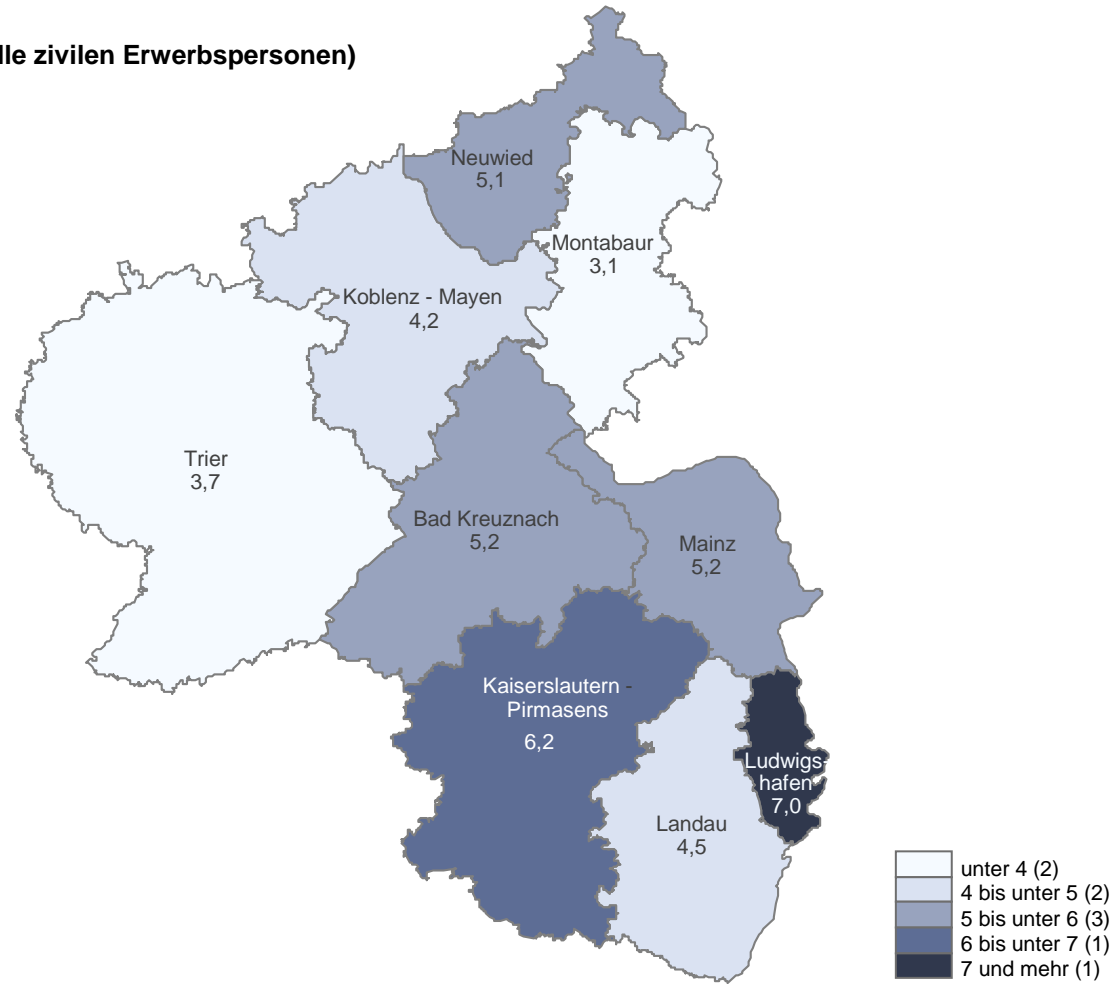 lle zivilen Erwerbspersonen)
Neuwied
5,1
Montabaur
3,1
Koblenz - Mayen
4,2
Trier
3,7
Bad Kreuznach
5,2
Mainz
5,2
Kaiserslautern -
Pirmasens
6,2
Ludwigs-
hafen
7,0
Landau
4,5
unter 4 (2)
4 bis unter 5 (2)
5 bis unter 6 (3)
6 bis unter 7 (1)
7 und mehr (1)